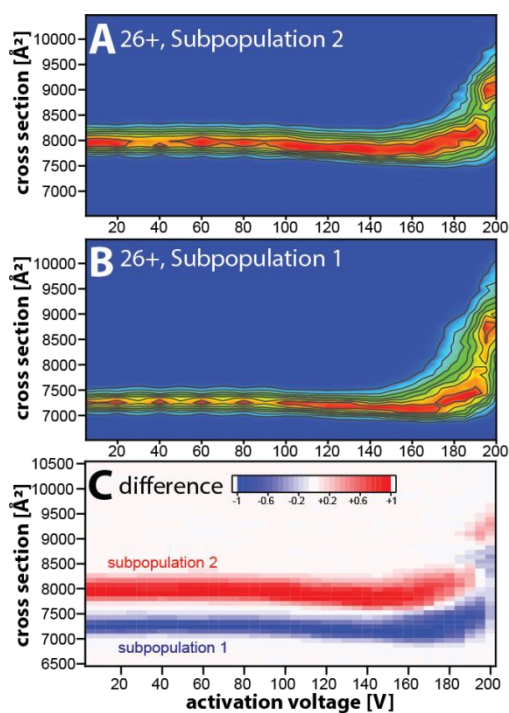 A 26+, Subpopulation 2
cross section [Å²]
10000
9500
9000
8500
8000
7500
7000
20 40 60 80 100 120 140 160 180 200
B 26+, Subpopulation 1
cross section [Å²]
10000
9500
9000
8500
8000
7500
7000
20 40 60 80 100 120 140 160 180 200
C difference
-1 -0.6 -0.2 +0.2 +0.6 +1
cross section [Å²]
10500
10000
9500
9000
8500
8000
7500
7000
6500
subpopulation 2
subpopulation 1
20 40 60 80 100 120 140 160 180 200
activation voltage [V]